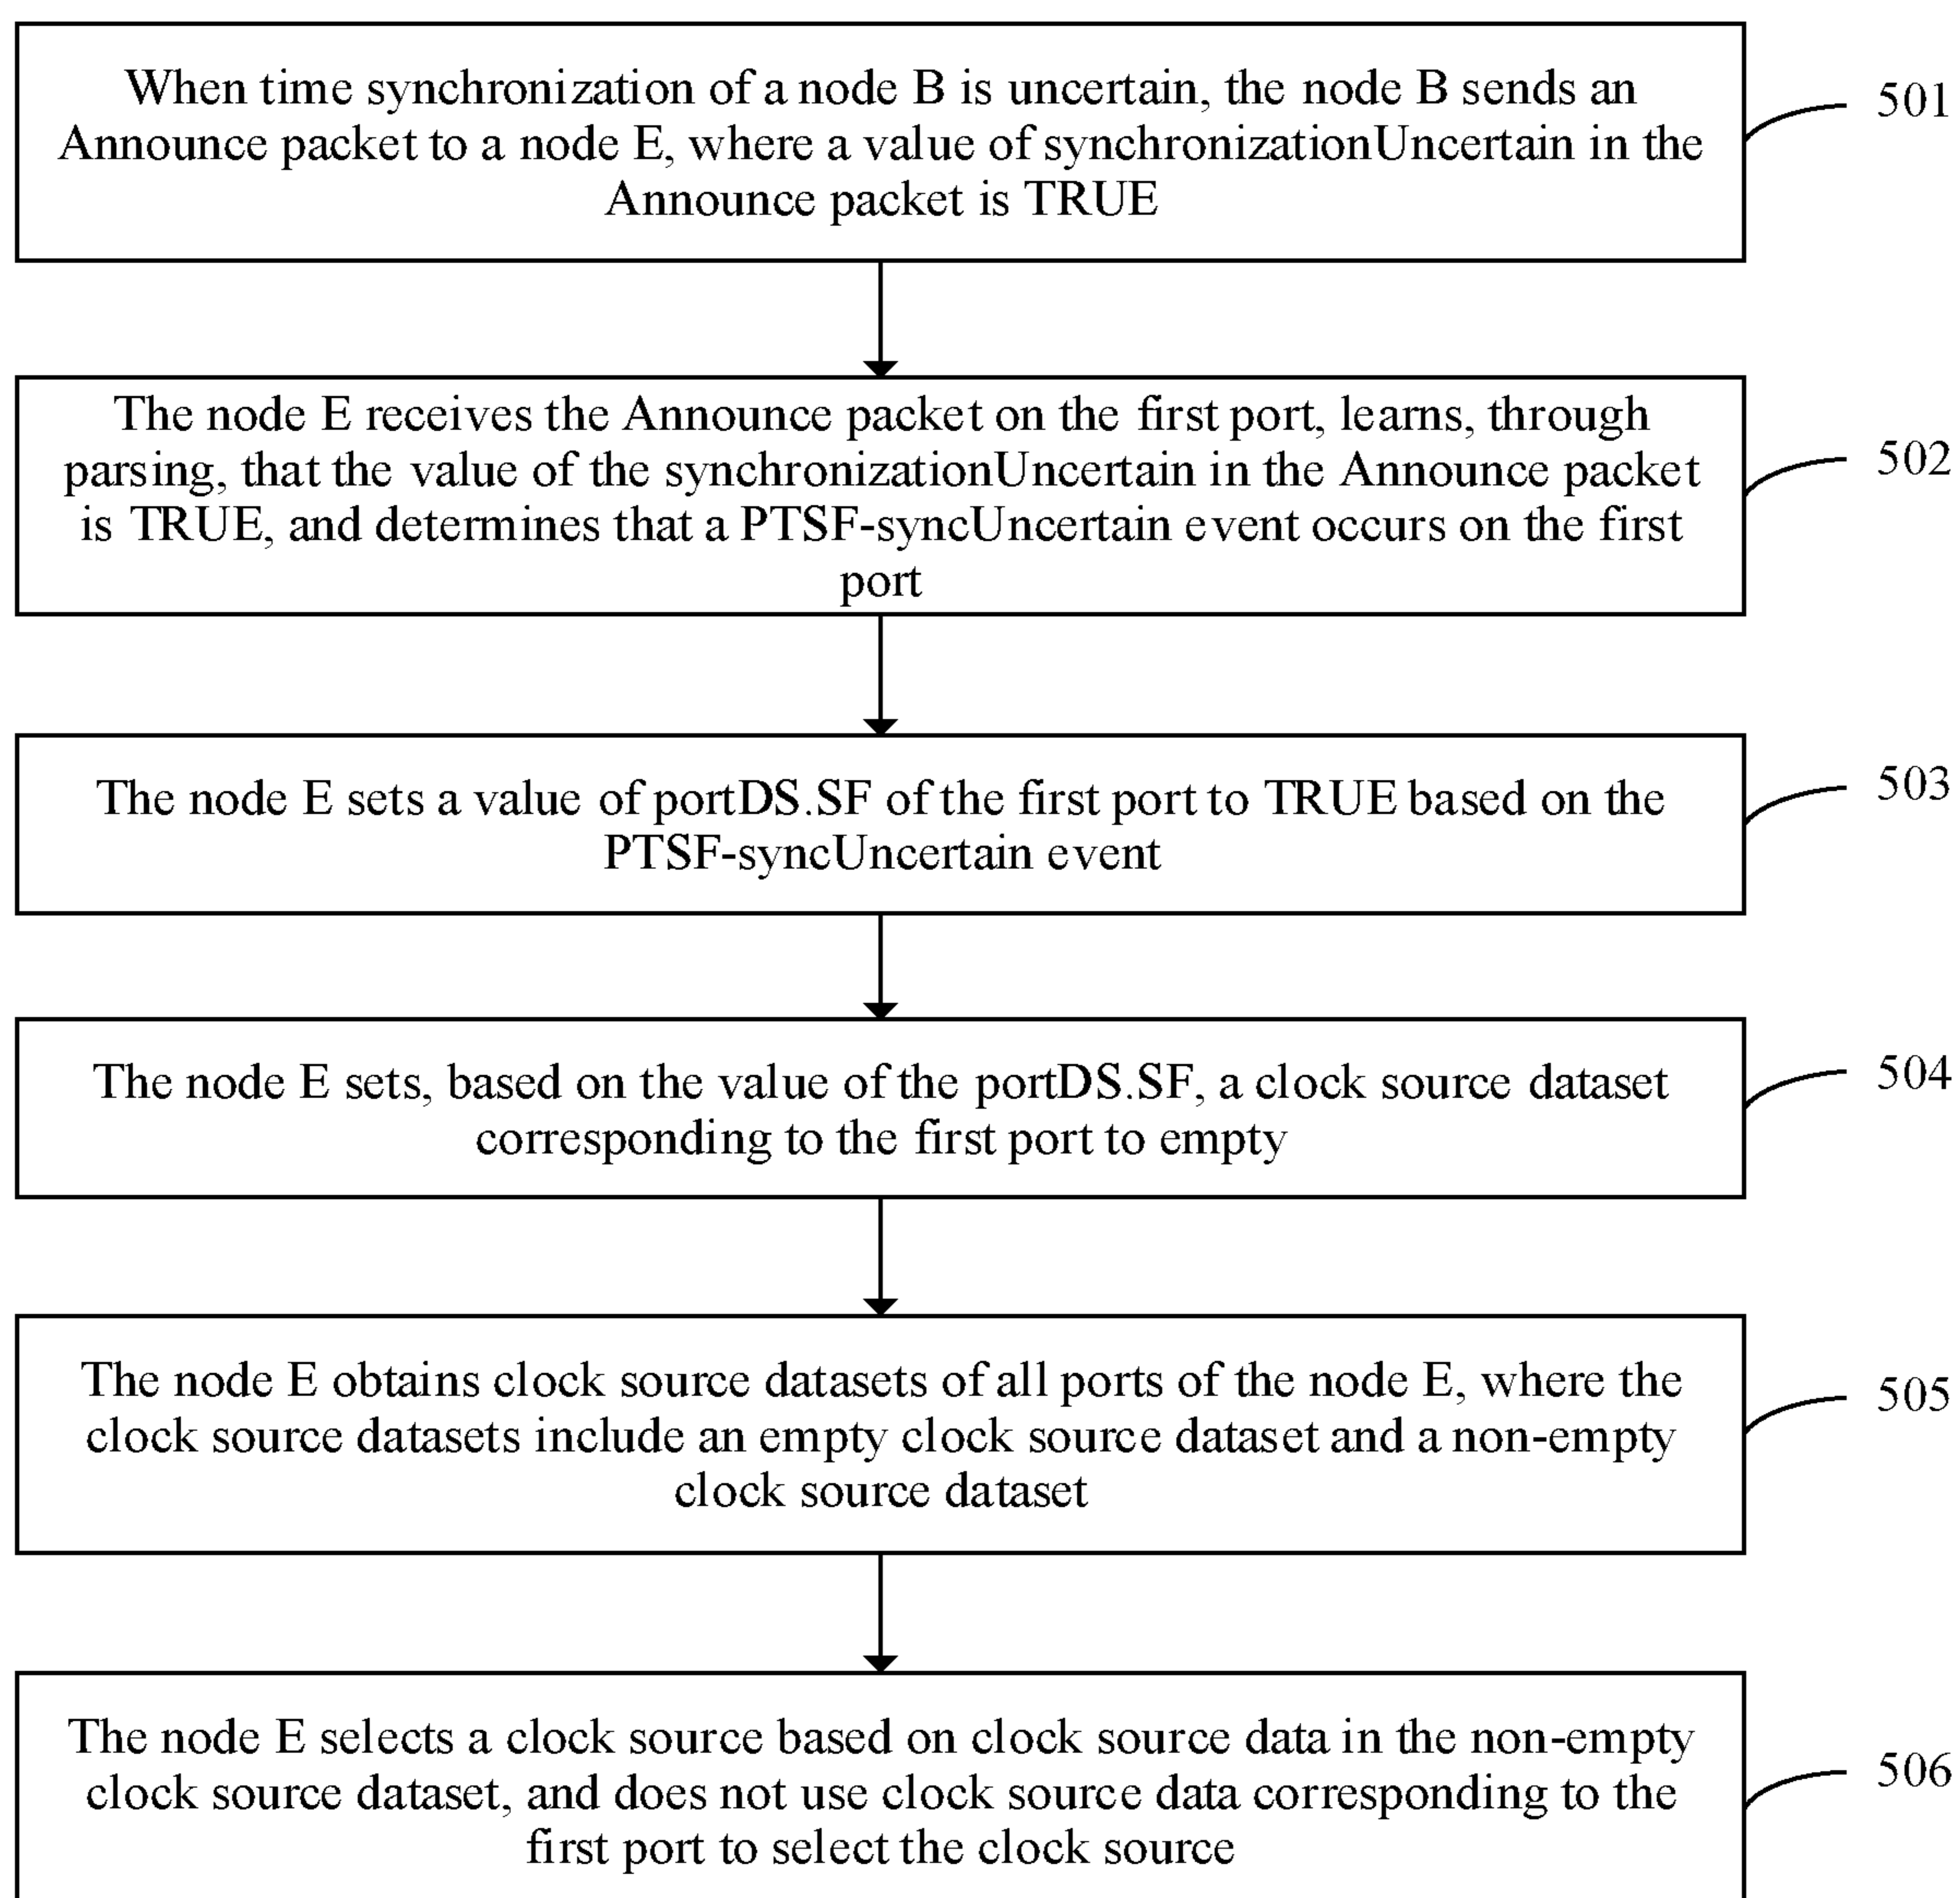 When time synchronization of a node B is uncertain, the node B sends an
Announce packet to a node E, where a value of synchronizationUncertain in the
Announce packet is TRUE
501
The node E receives the Announce packet on the first port, learns, through
parsing, that the value of the synchronizationUncertain in the Announce packet
is TRUE, and determines that a PTSF-syncUncertain event occurs on the first
port
502
The node E sets a value of portDS.SF of the first port to TRUE based on the
PTSF-syncUncertain event
503
The node E sets, based on the value of the portDS.SF, a clock source dataset
corresponding to the first port to empty
504
The node E obtains clock source datasets of all ports of the node E, where the
clock source datasets include an empty clock source dataset and a non-empty
clock source dataset
505
The node E selects a clock source based on clock source data in the non-empty
clock source dataset, and does not use clock source data corresponding to the
first port to select the clock source
506